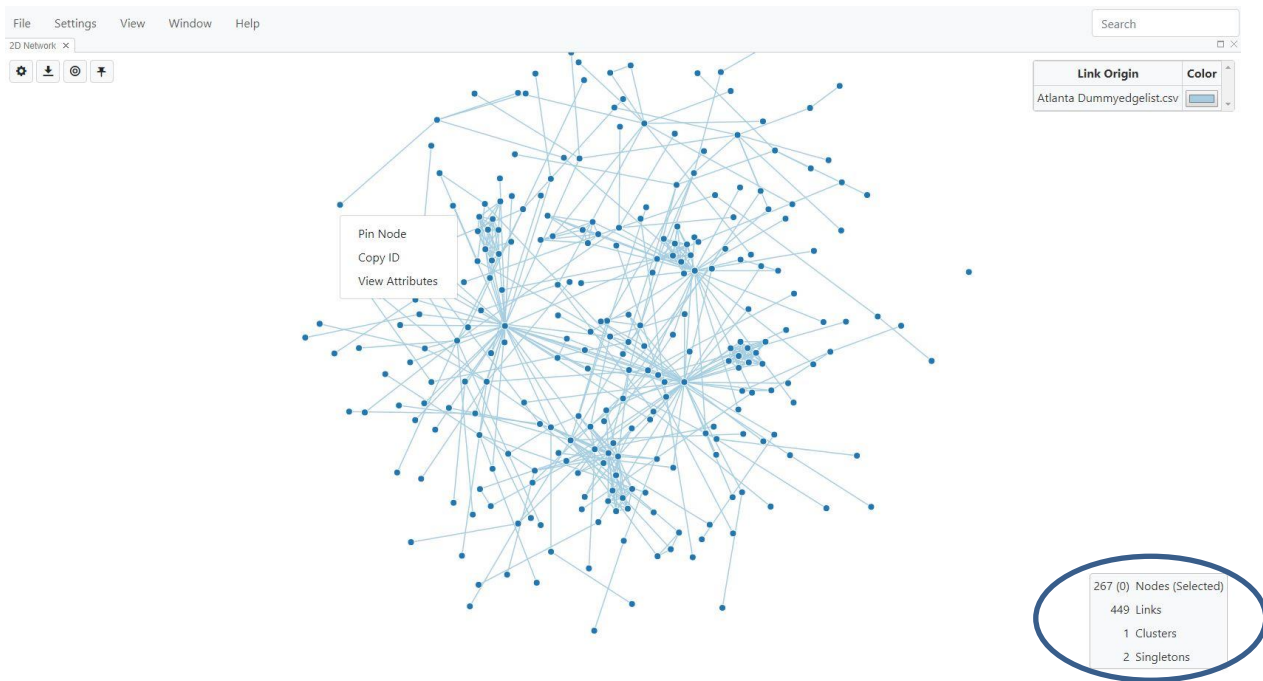 File Settings View Window Help Search
2D Network
Link Origin Color
Atlanta Dummyedgelist.csv
Pin Node
Copy ID
View Attributes
267 (0) Nodes (Selected)
449 Links
1 Clusters
2 Singletons